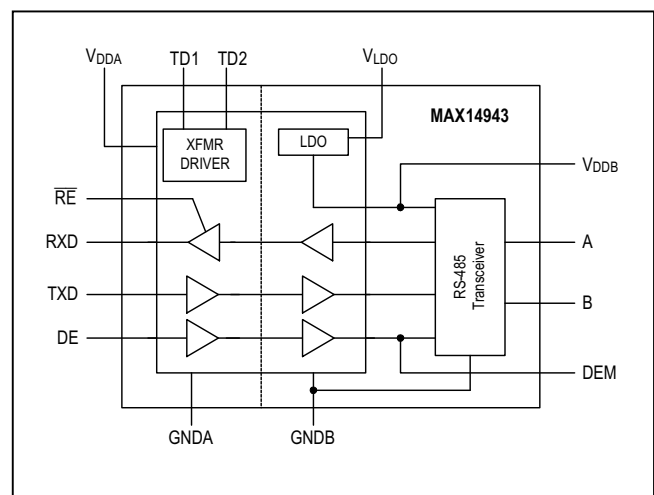 VDDA TD1 TD2 VLDO
MAX14943
XFMR
DRIVER
LDO
VDDB
RE
RXD
TXD
DE
RS-485
Transceiver
A
B
DEM
GNDA GNDB